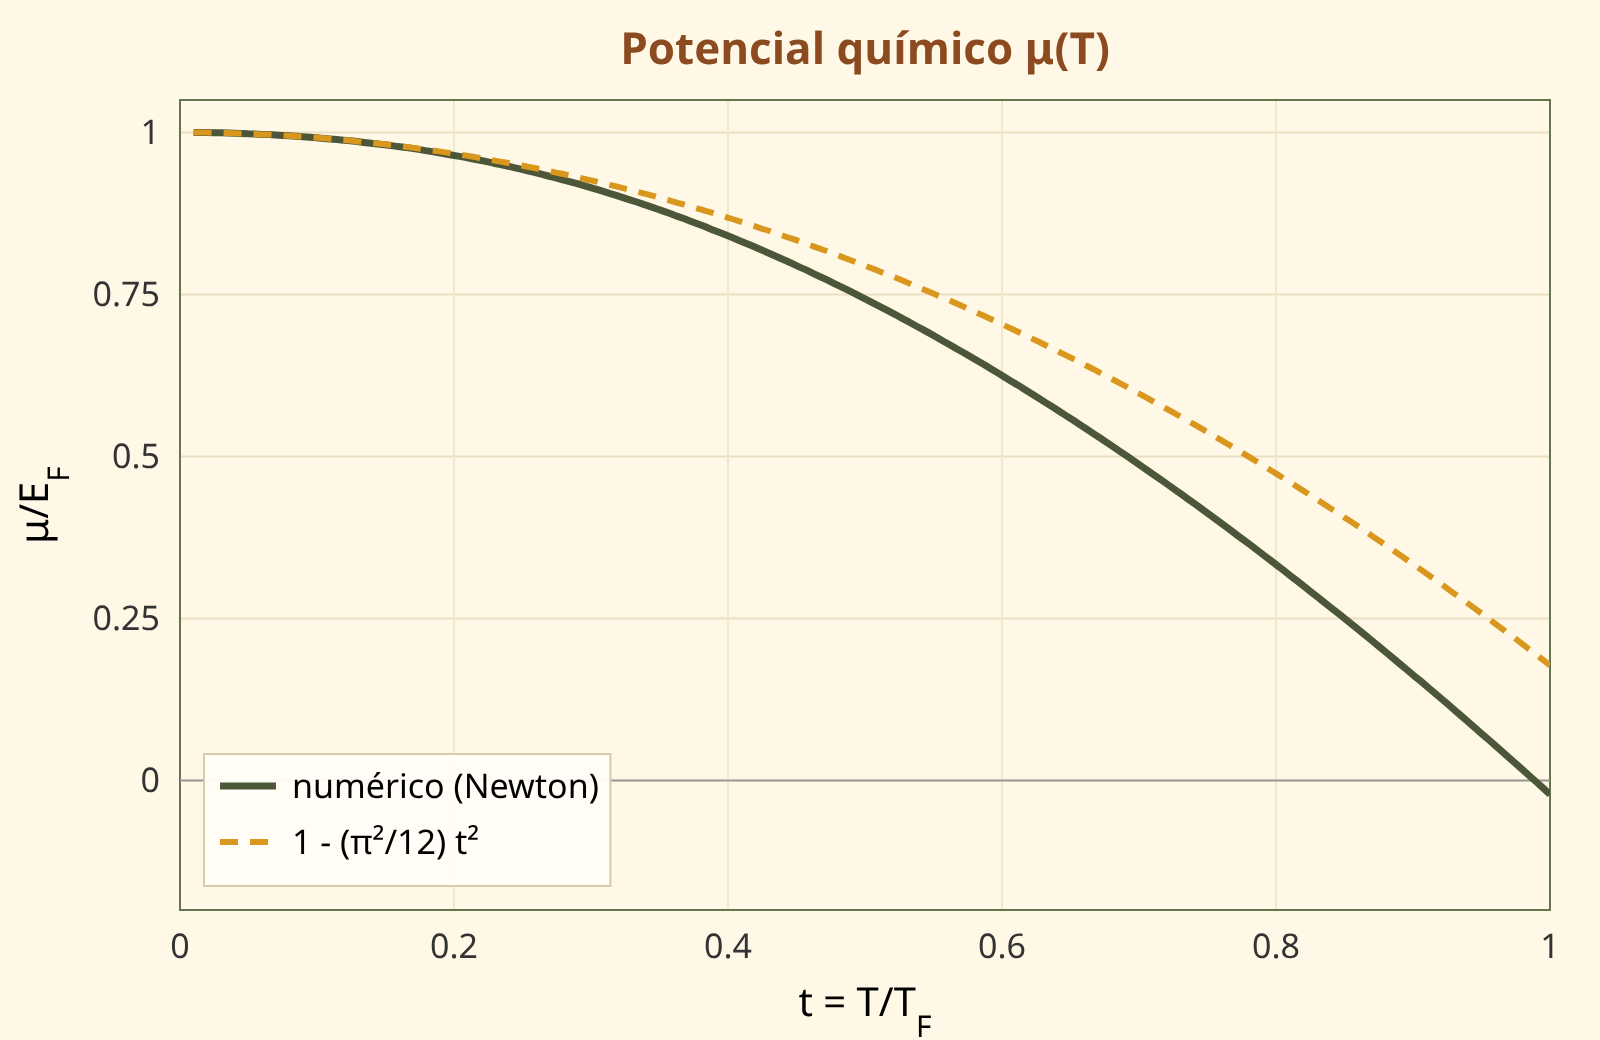 Potencial químico µ(T)
1
0.75
0.5
0.25
0
µ/E_F
numérico (Newton)
1 - (π²/12) t²
0 0.2 0.4 0.6 0.8 1
t = T/T_F